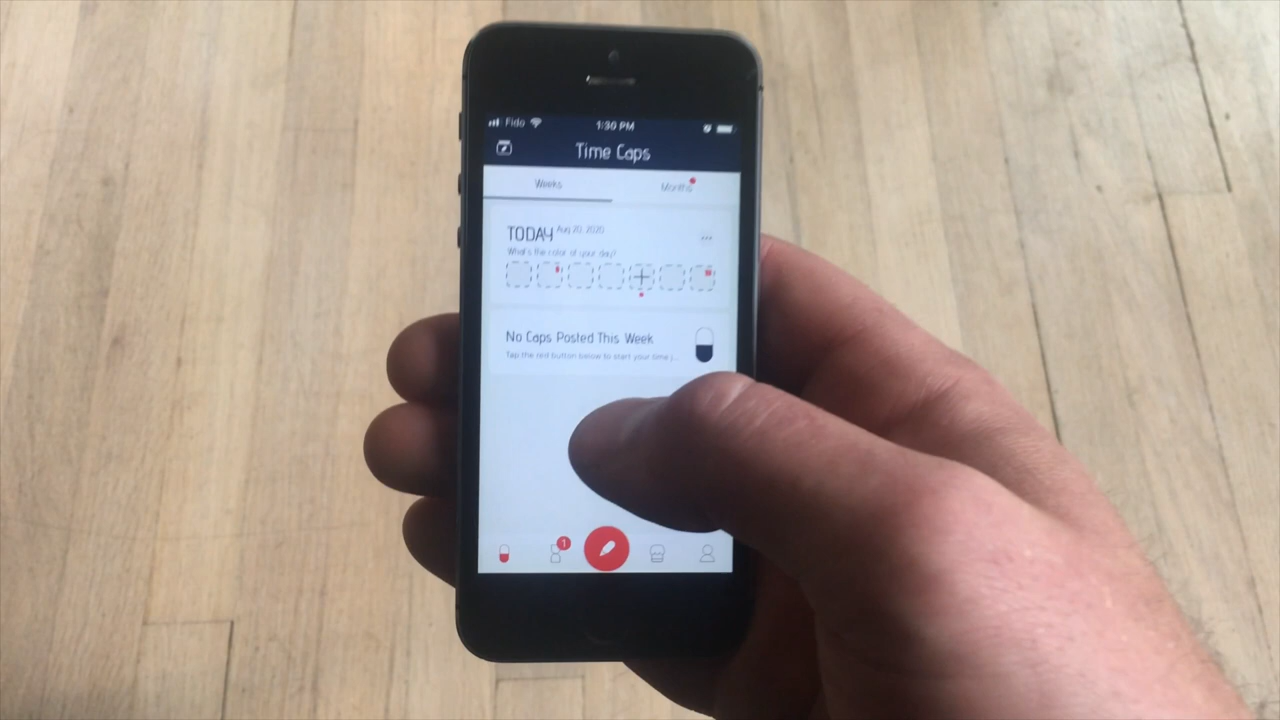 Fido 1:30 PM
Time Caps
Weeks Months
TODAY Aug 20, 2020
What's the color of your day?
No Caps Posted This Week
Tap the red button below to start your time j...
1